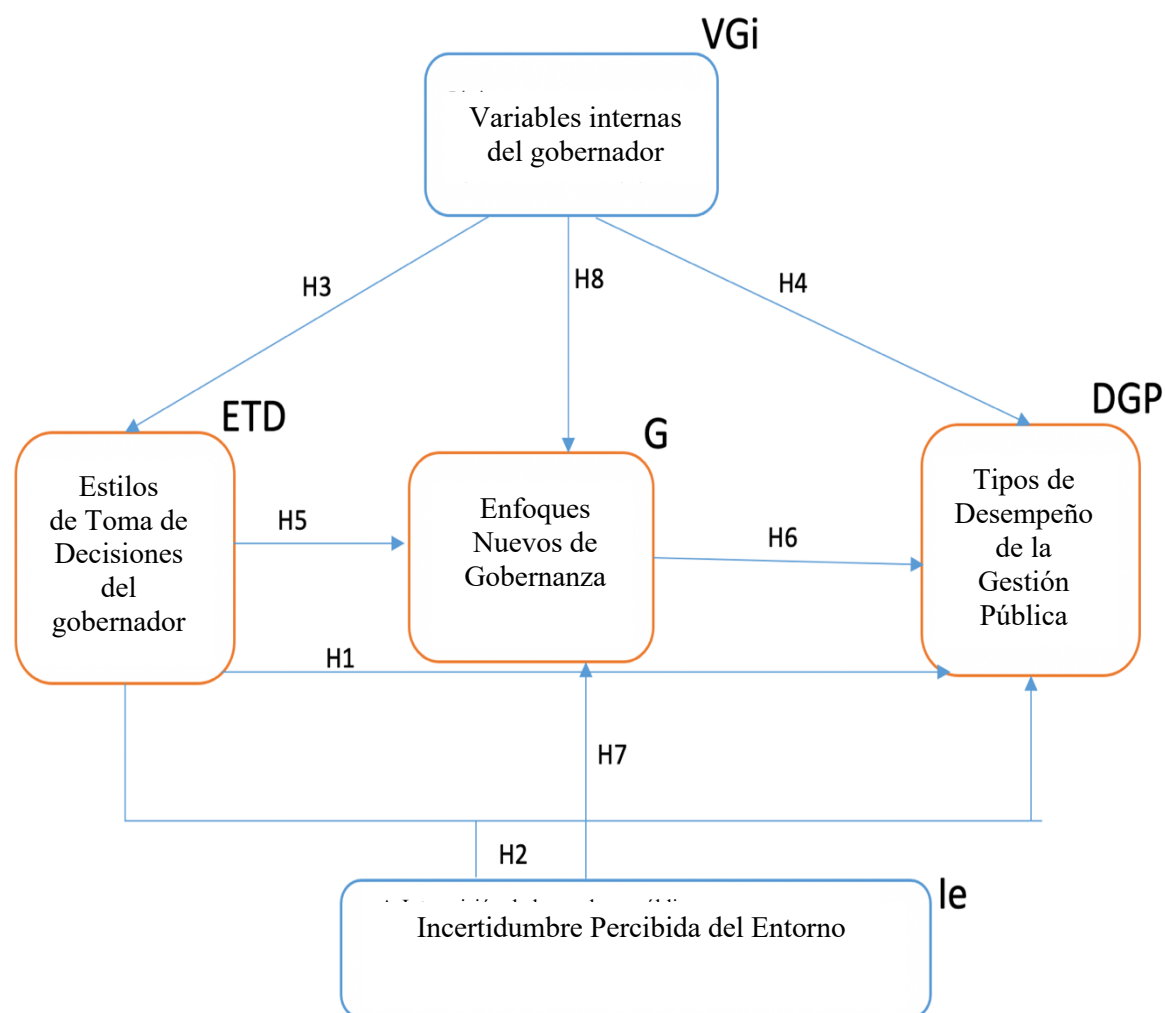 VGi
Variables internas
del gobernador
H3
H8
H4
ETD
G
DGP
Estilos
de Toma de
Decisiones
del
gobernador
H5
Enfoques
Nuevos de
Gobernanza
H6
Tipos de
Desempeño
de la
Gestión
Pública
H1
H7
H2
Ie
Incertidumbre Percibida del Entorno